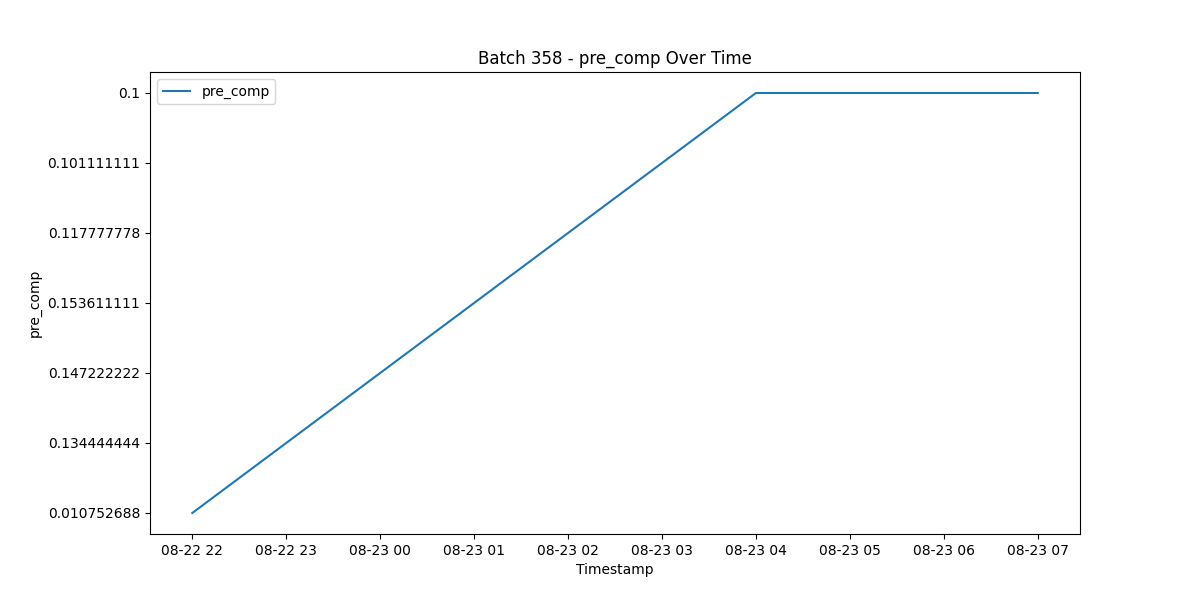 Batch 358 - pre_comp Over Time
pre_comp
0.1
0.101111111
0.117777778
0.153611111
0.147222222
0.134444444
0.010752688
pre_comp
08-22 22 08-22 23 08-23 00 08-23 01 08-23 02 08-23 03 08-23 04 08-23 05 08-23 06 08-23 07
Timestamp